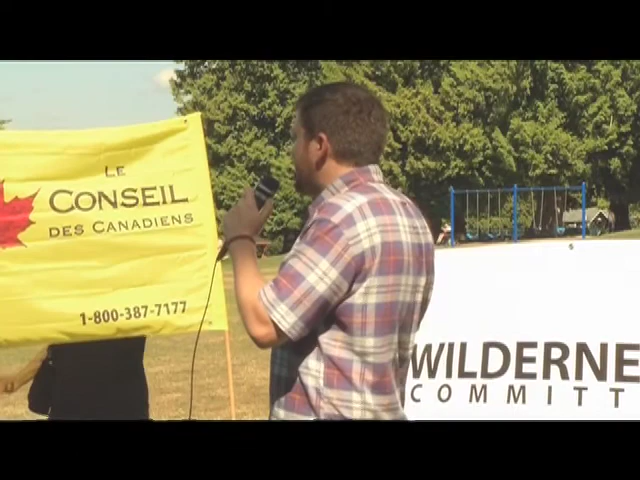 LE
CONSEIL
DES CANADIENS
1-800-387-7177
WILDERNE
COMMITT